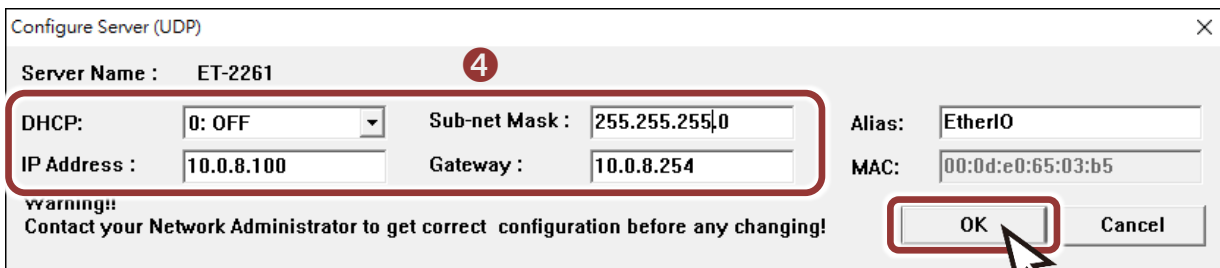 Configure Server (UDP)
Server Name : ET-2261
4
DHCP: 0: OFF Sub-net Mask : 255.255.255.0 Alias: EtherIO
IP Address : 10.0.8.100 Gateway : 10.0.8.254 MAC: 00:0d:e0:65:03:b5
Warning!!
Contact your Network Administrator to get correct configuration before any changing!
OK Cancel